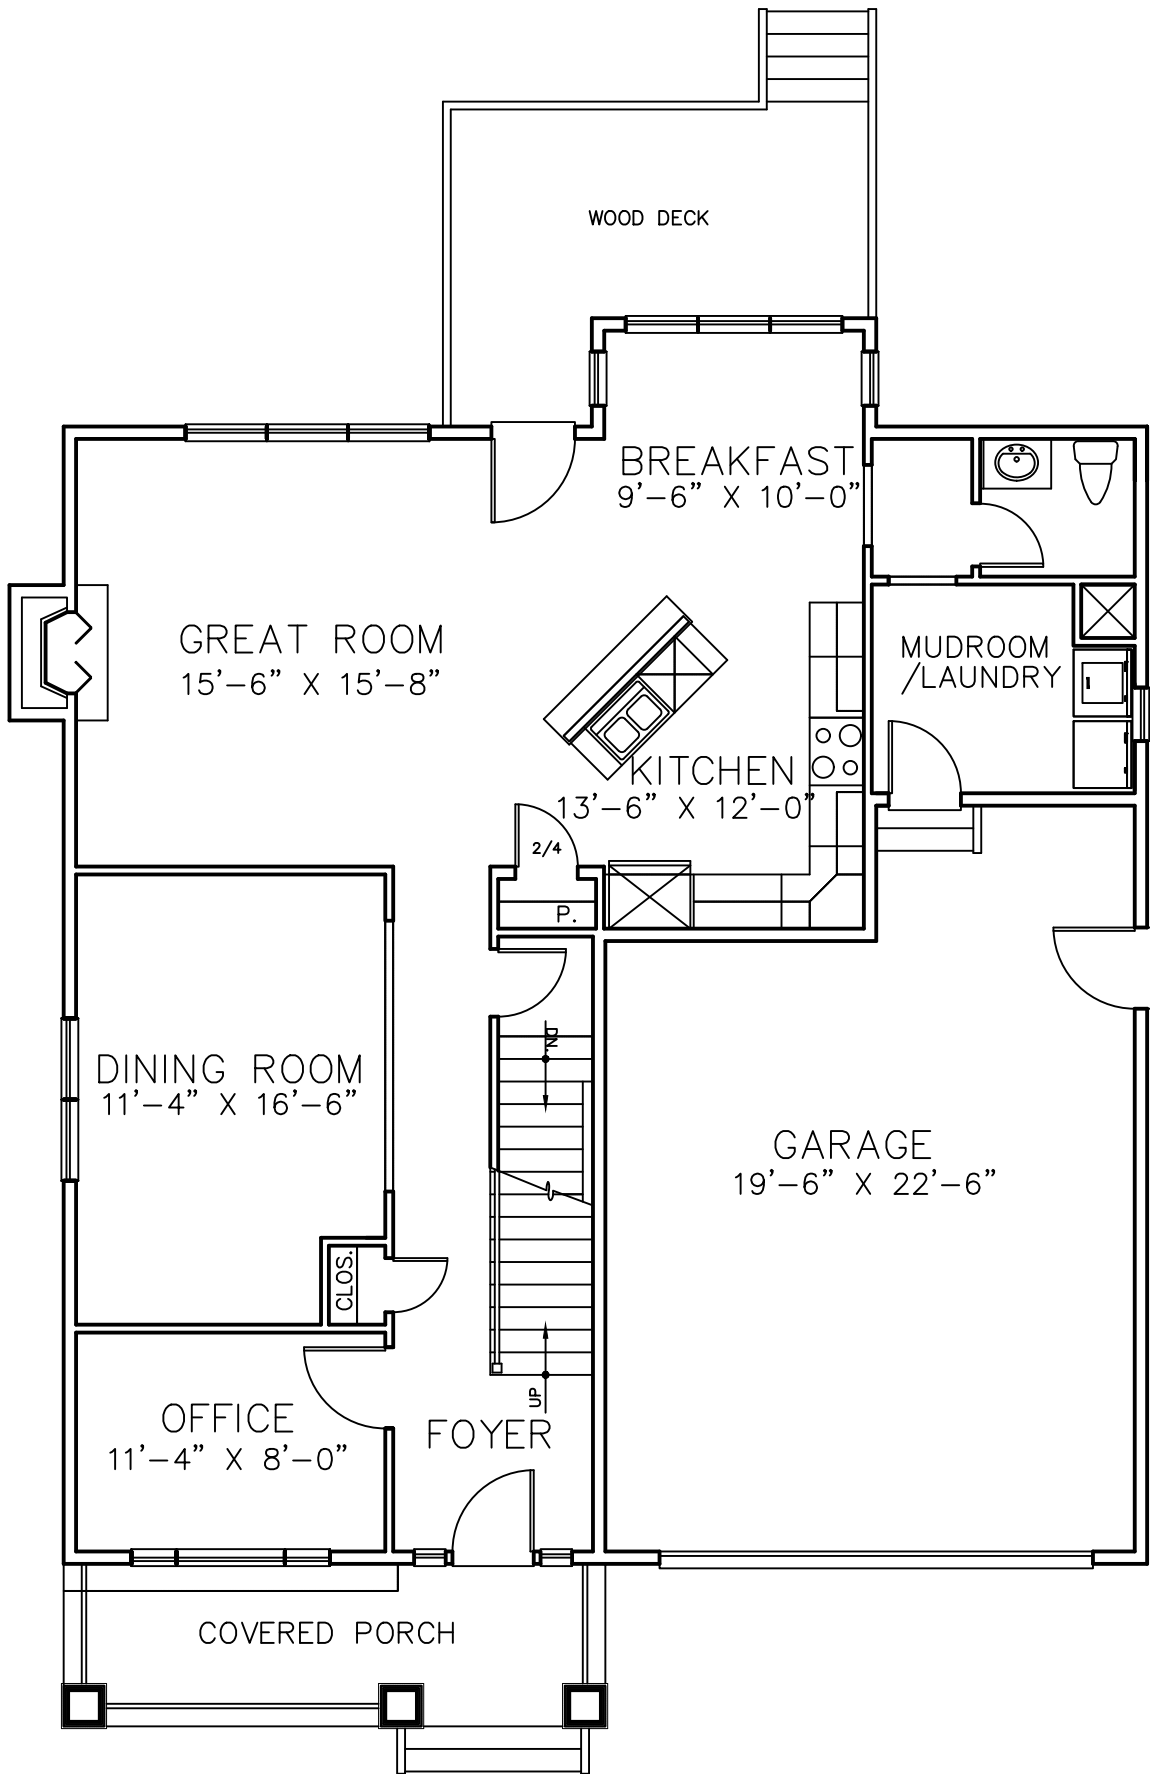 WOOD DECK
BREAKFAST
9'-6" X 10'-0"
GREAT ROOM
15'-6" X 15'-8"
MUDROOM
/LAUNDRY
KITCHEN
13'-6" X 12'-0"
2/4
P.
DN.
DINING ROOM
11'-4" X 16'-6"
GARAGE
19'-6" X 22'-6"
CLOS.
UP
OFFICE
11'-4" X 8'-0"
FOYER
COVERED PORCH